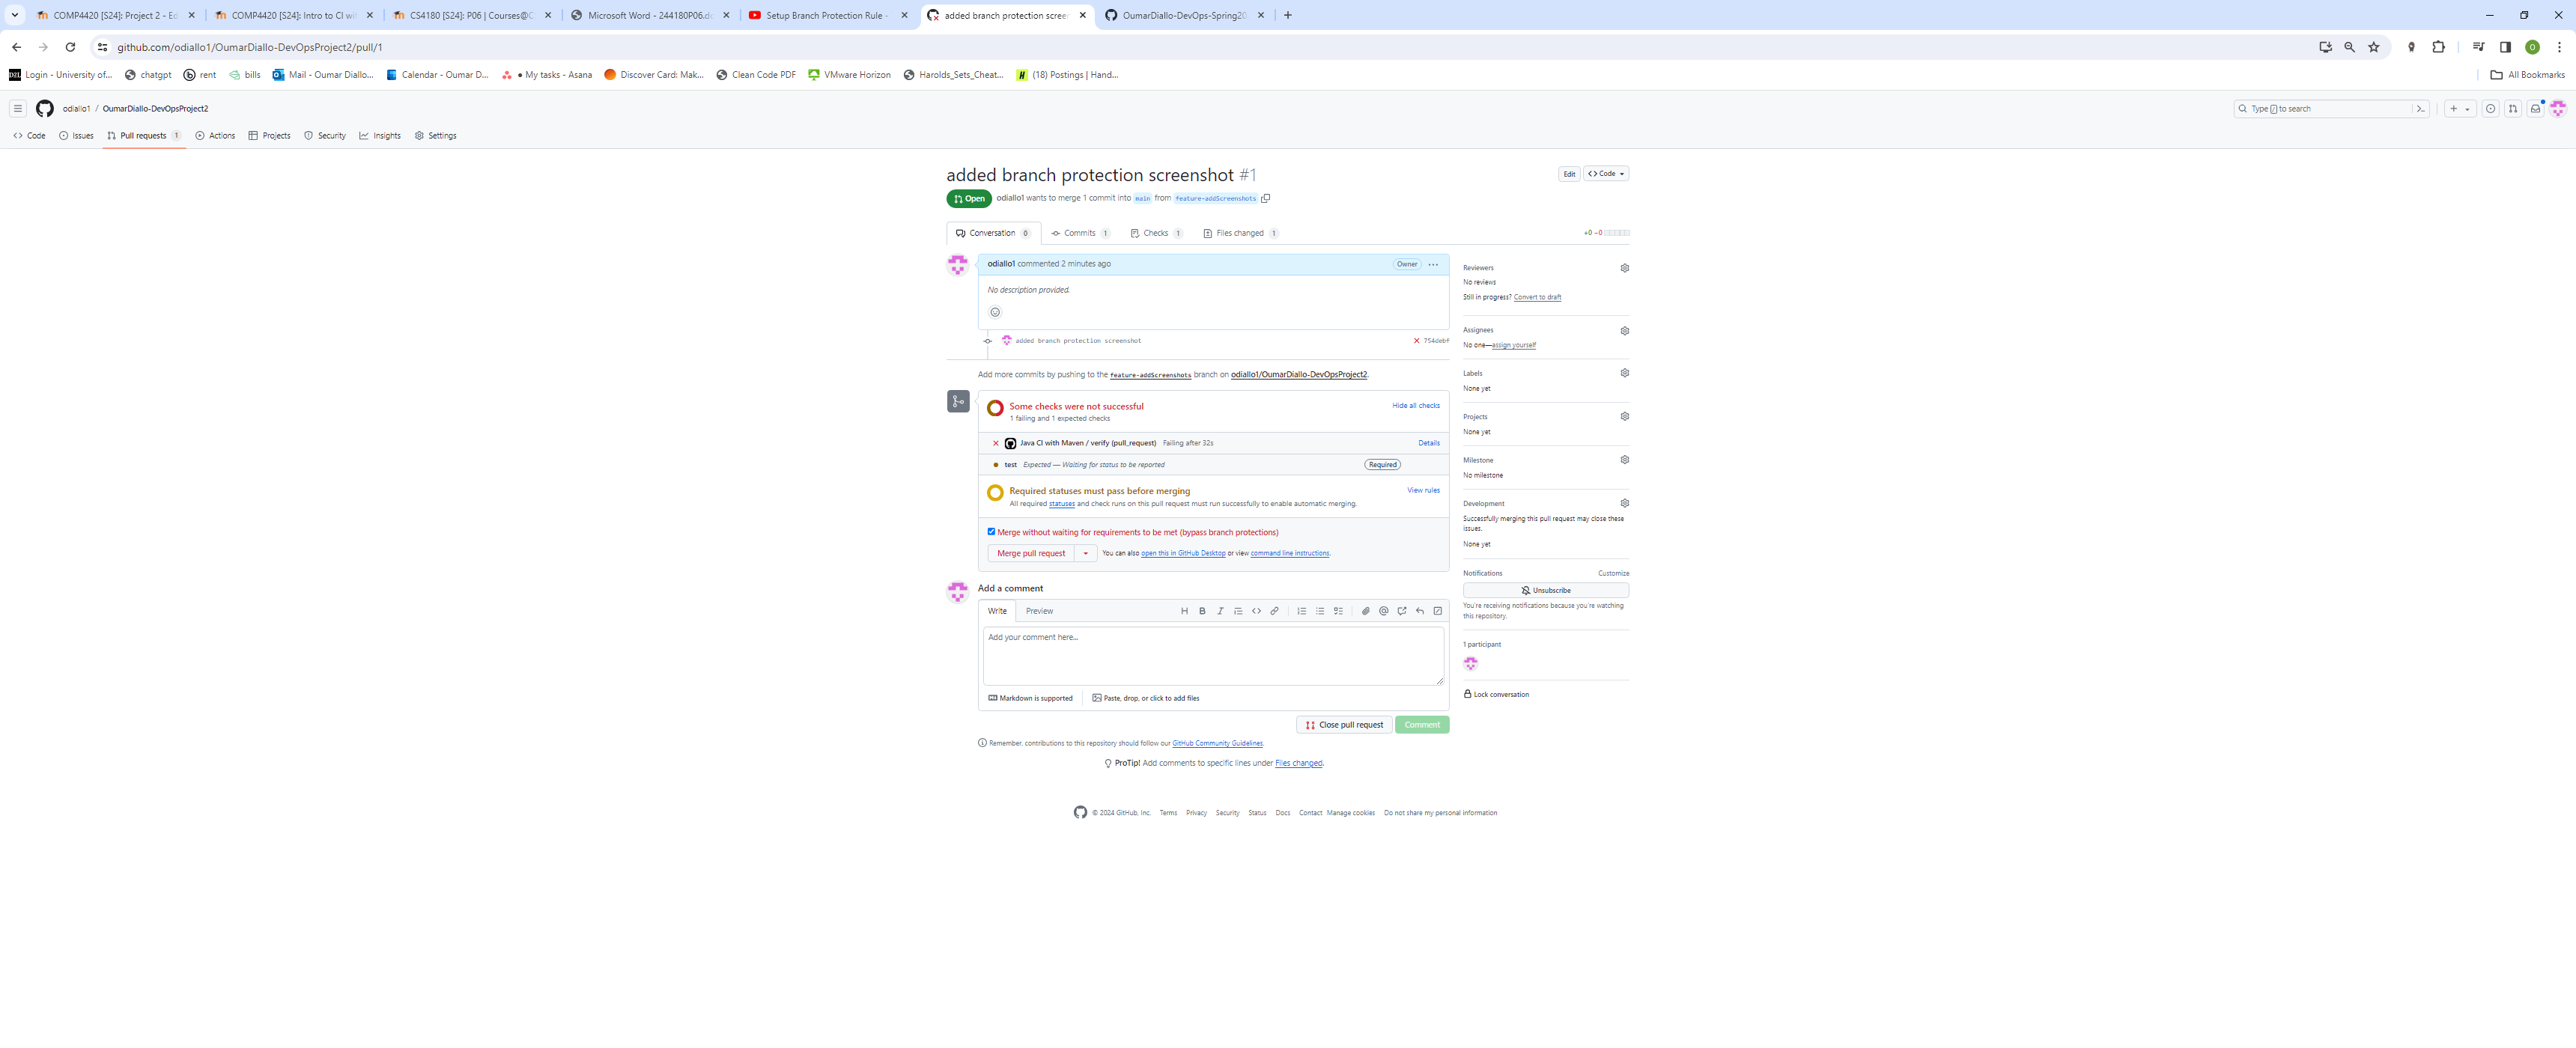 COMP4420 [S24]: Project 2 - Ed
COMP4420 [S24]: Intro to CI wi
CS4180 [S24]: P06 | Courses@C
Microsoft Word - 244180P06.d
Setup Branch Protection Rule -
added branch protection scree
OumarDiallo-DevOps-Spring20
github.com/odiallo1/OumarDiallo-DevOpsProject2/pull/1
Login - University of...
chatgpt
rent
bills
Mail - Oumar Diallo...
Calendar - Oumar D...
● My tasks - Asana
Discover Card: Mak...
Clean Code PDF
VMware Horizon
Harolds_Sets_Cheat...
(18) Postings | Hand...
All Bookmarks
odiallo1 / OumarDiallo-DevOpsProject2
Type / to search
Code
Issues
Pull requests 1
Actions
Projects
Security
Insights
Settings
added branch protection screenshot #1
Edit
Code
Open
odiallo1 wants to merge 1 commit into main from feature-addScreenshots
Conversation 0
Commits 1
Checks 1
Files changed 1
+0 −0
odiallo1 commented 2 minutes ago
Owner
No description provided.
added branch protection screenshot
754debf
Add more commits by pushing to the feature-addScreenshots branch on odiallo1/OumarDiallo-DevOpsProject2.
Some checks were not successful
1 failing and 1 expected checks
Hide all checks
Java CI with Maven / verify (pull_request) Failing after 32s
Details
test Expected — Waiting for status to be reported
Required
Required statuses must pass before merging
View rules
All required statuses and check runs on this pull request must run successfully to enable automatic merging.
Merge without waiting for requirements to be met (bypass branch protections)
Merge pull request
You can also open this in GitHub Desktop or view command line instructions.
Add a comment
Write
Preview
Add your comment here...
Markdown is supported
Paste, drop, or click to add files
Close pull request
Comment
Remember, contributions to this repository should follow our GitHub Community Guidelines.
ProTip! Add comments to specific lines under Files changed.
Reviewers
No reviews
Still in progress? Convert to draft
Assignees
No one—assign yourself
Labels
None yet
Projects
None yet
Milestone
No milestone
Development
Successfully merging this pull request may close these
issues.
None yet
Notifications
Customize
Unsubscribe
You're receiving notifications because you're watching
this repository.
1 participant
Lock conversation
© 2024 GitHub, Inc.
Terms
Privacy
Security
Status
Docs
Contact
Manage cookies
Do not share my personal information